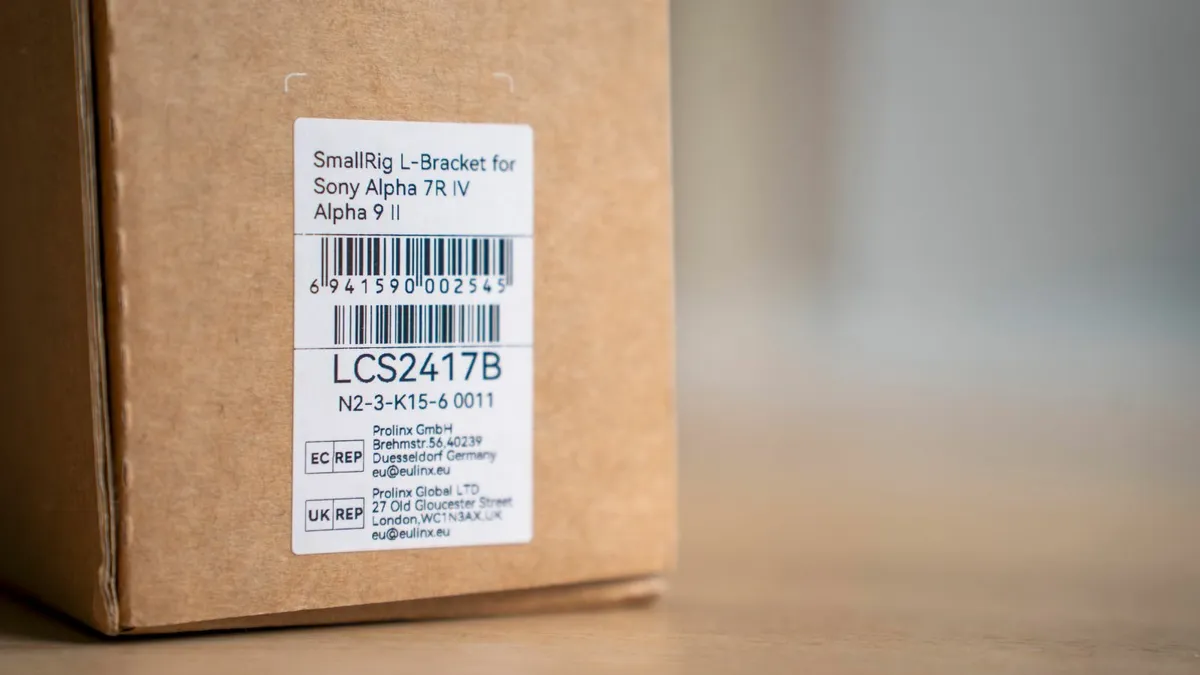 SmallRig L-Bracket for
Sony Alpha 7R IV
Alpha 9 II
6 941590 002545
LCS2417B
N2-3-K15-6 0011
EC REP
Prolinx GmbH
Brehmstr.56,40239
Duesseldorf Germany
eu@eulinx.eu
UK REP
Prolinx Global LTD
27 Old Gloucester Street
London,WC1N3AX,UK
eu@eulinx.eu